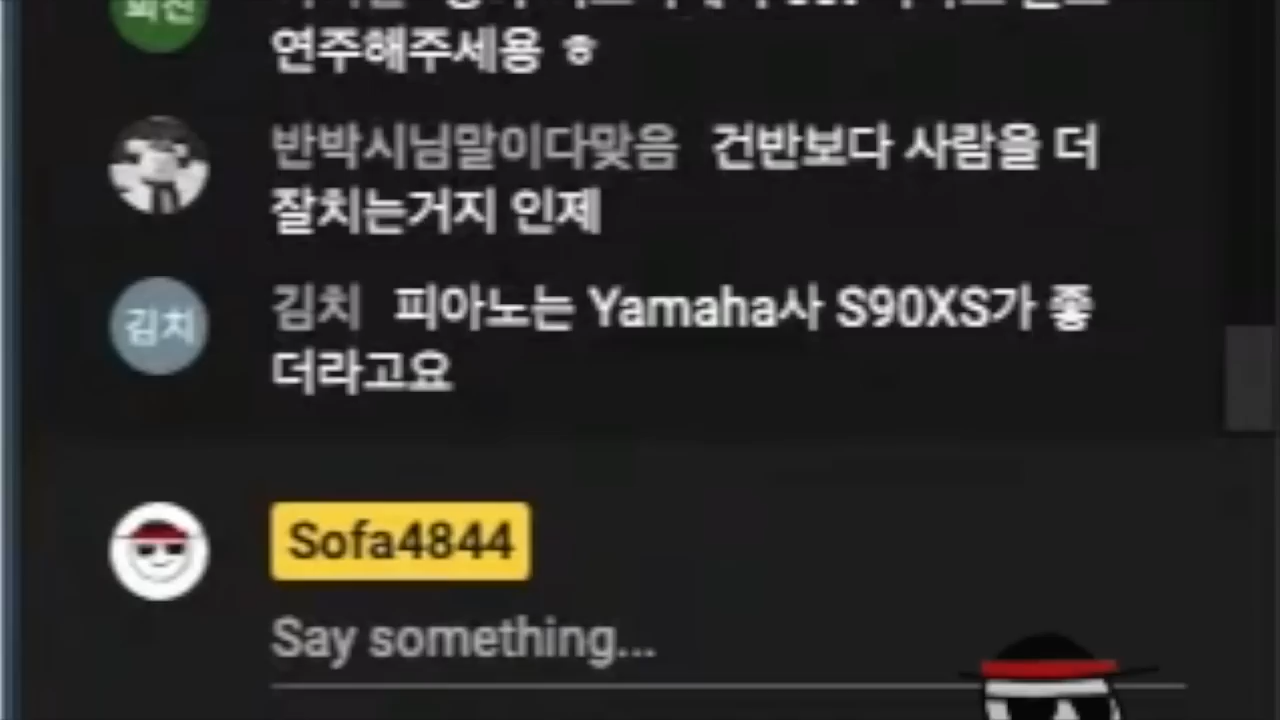 연주해주세용 ㅎ
반박시님말이다맞음 건반보다 사람을 더
잘치는거지 인제
김치 김치 피아노는 Yamaha사 S90XS가 좋
더라고요
Sofa4844
Say something...